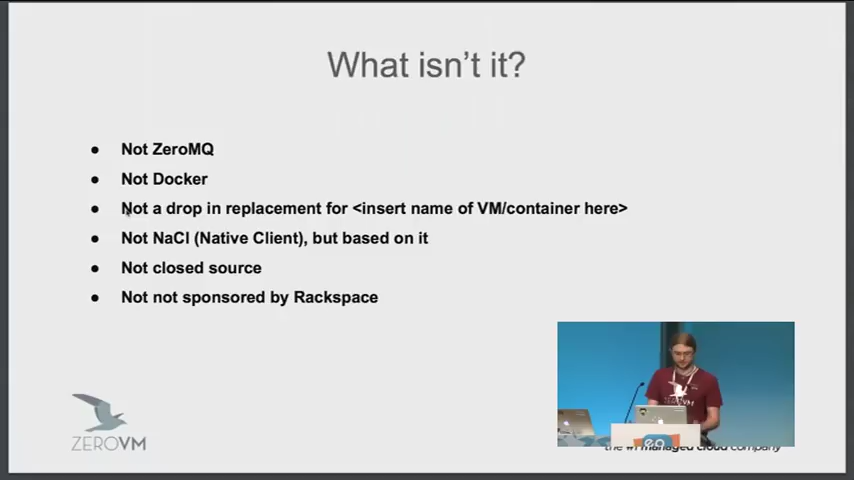 What isn't it?
● Not ZeroMQ
● Not Docker
● Not a drop in replacement for <insert name of VM/container here>
● Not NaCl (Native Client), but based on it
● Not closed source
● Not not sponsored by Rackspace
ZEROVM
ZEROVM
the #1 managed cloud company